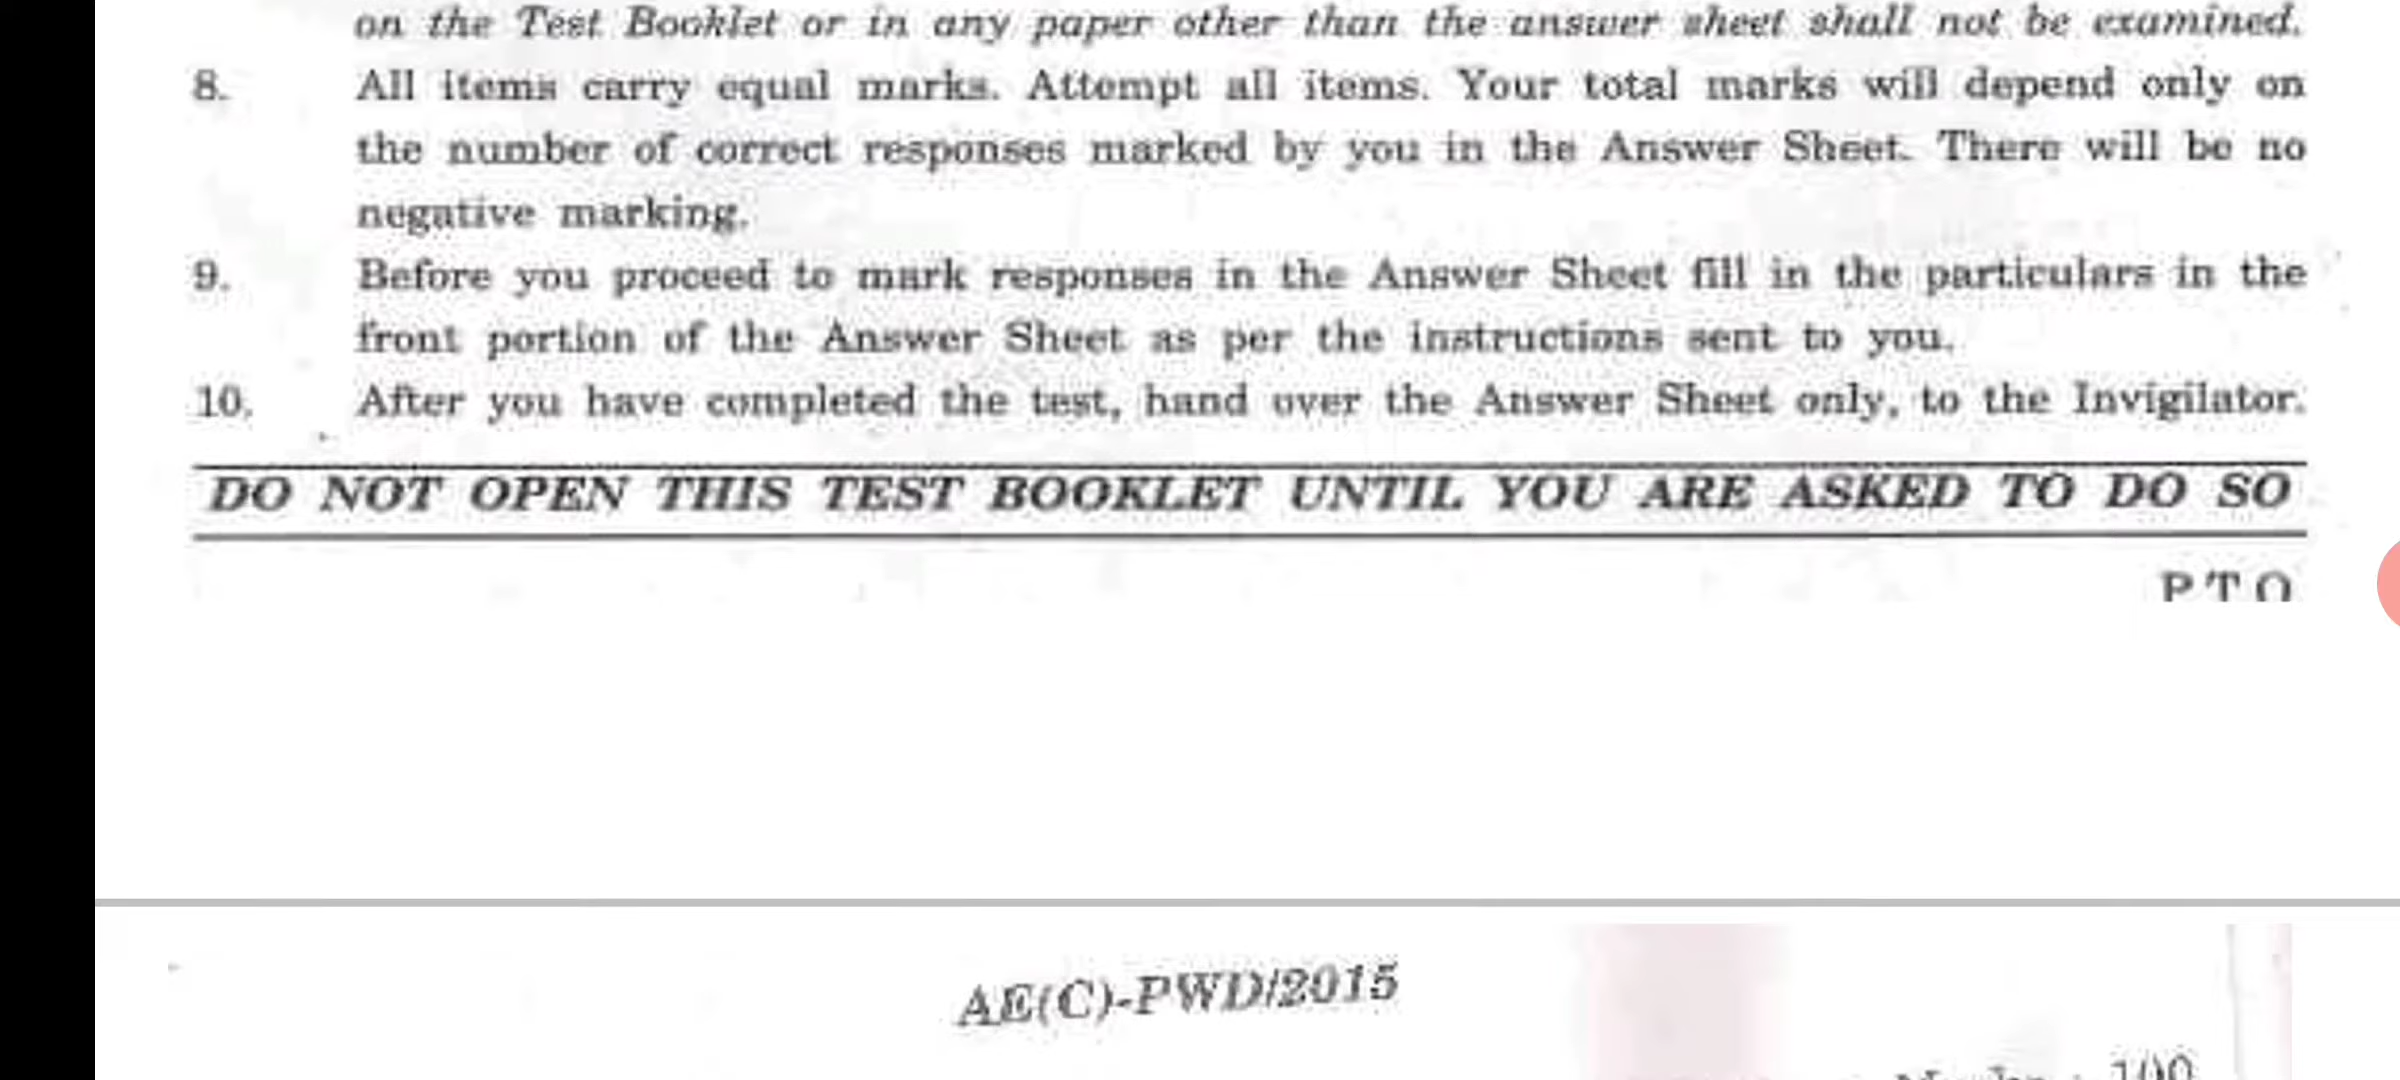 on the Test Booklet or in any paper other than the answer sheet shall not be examined.
8. All items carry equal marks. Attempt all items. Your total marks will depend only on
the number of correct responses marked by you in the Answer Sheet. There will be no
negative marking.
9. Before you proceed to mark responses in the Answer Sheet fill in the particulars in the
front portion of the Answer Sheet as per the instructions sent to you.
10. After you have completed the test, hand over the Answer Sheet only, to the Invigilator.
DO NOT OPEN THIS TEST BOOKLET UNTIL YOU ARE ASKED TO DO SO
P T O
AE(C)-PWD/2015
: 100